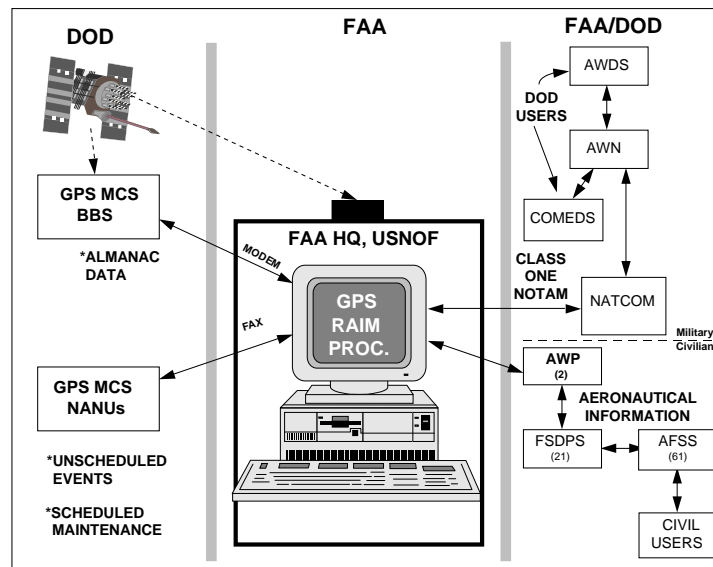 DOD
FAA
FAA/DOD
GPS MCS
BBS
*ALMANAC
DATA
MODEM
FAX
GPS MCS
NANUs
*UNSCHEDULED
EVENTS
*SCHEDULED
MAINTENANCE
FAA HQ, USNOF
GPS
RAIM
PROC.
AWDS
DOD
USERS
AWN
COMEDS
CLASS
ONE
NOTAM
NATCOM
Military
Civilian
AWP
(2)
AERONAUTICAL
INFORMATION
FSDPS
(21)
AFSS
(61)
CIVIL
USERS